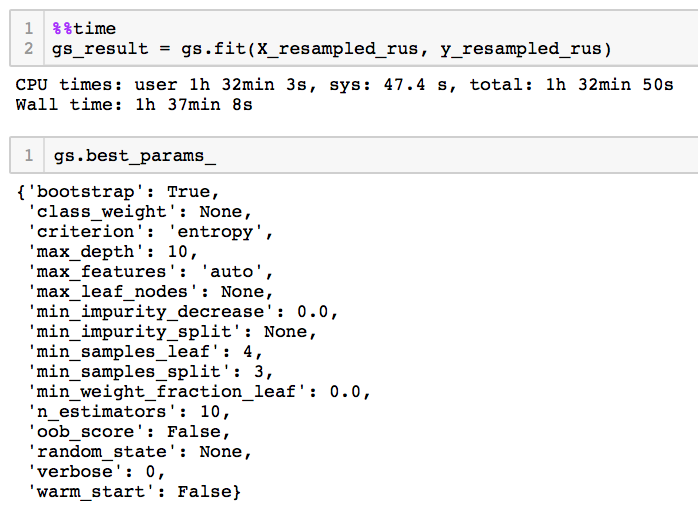 1 %%time
2 gs_result = gs.fit(X_resampled_rus, y_resampled_rus)
CPU times: user 1h 32min 3s, sys: 47.4 s, total: 1h 32min 50s
Wall time: 1h 37min 8s
1 gs.best_params_
{'bootstrap': True,
'class_weight': None,
'criterion': 'entropy',
'max_depth': 10,
'max_features': 'auto',
'max_leaf_nodes': None,
'min_impurity_decrease': 0.0,
'min_impurity_split': None,
'min_samples_leaf': 4,
'min_samples_split': 3,
'min_weight_fraction_leaf': 0.0,
'n_estimators': 10,
'oob_score': False,
'random_state': None,
'verbose': 0,
'warm_start': False}